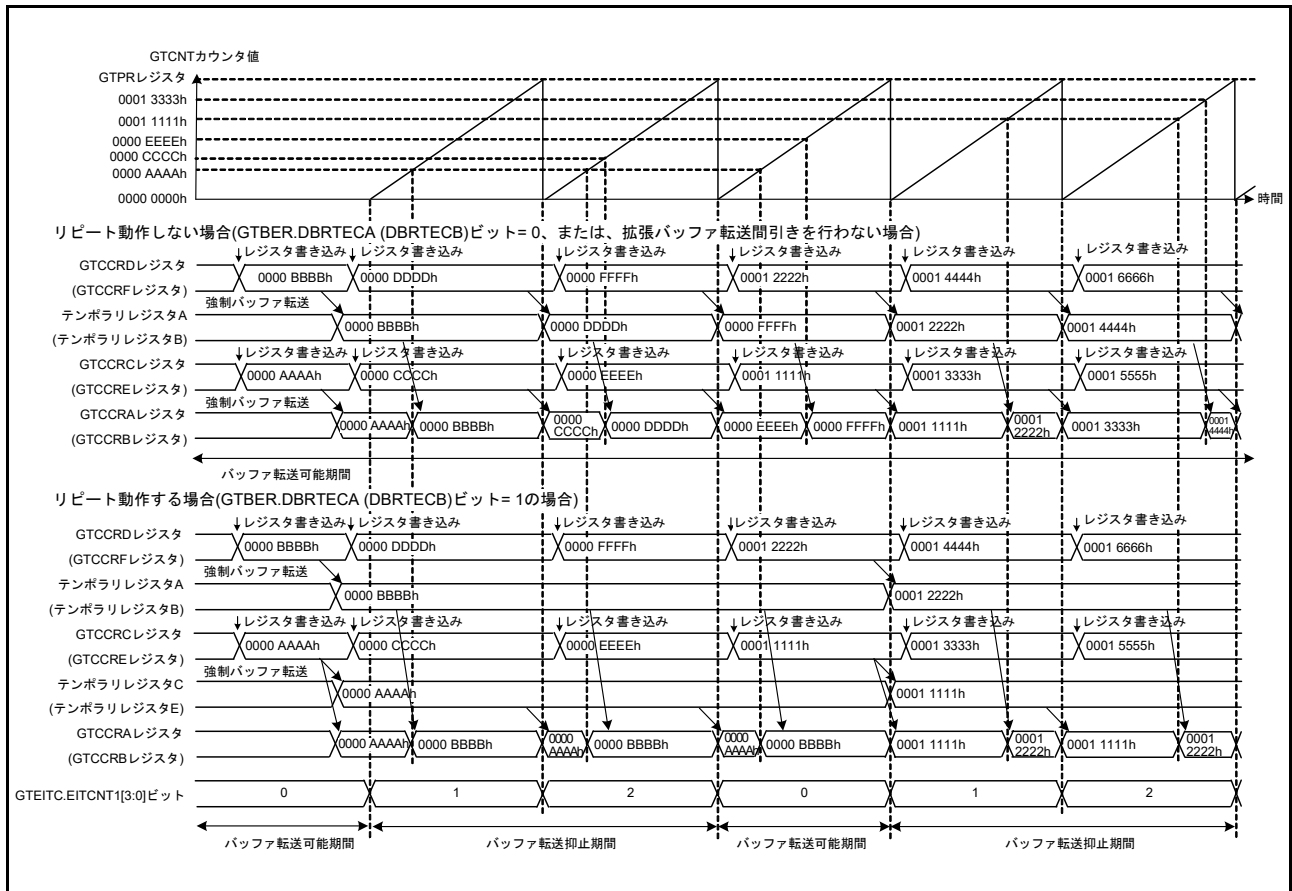 GTCNTカウンタ値
GTPRレジスタ
0001 3333h
0001 1111h
0000 EEEEh
0000 CCCCh
0000 AAAAh
0000 0000h
時間
リピート動作しない場合(GTBER.DBRTECA (DBRTECB)ビット= 0、または、拡張バッファ転送間引きを行わない場合)
↓レジスタ書き込み ↓レジスタ書き込み ↓レジスタ書き込み ↓レジスタ書き込み ↓レジスタ書き込み ↓レジスタ書き込み
GTCCRDレジスタ
0000 BBBBh 0000 DDDDh 0000 FFFFh 0001 2222h 0001 4444h 0001 6666h
(GTCCRFレジスタ)
強制バッファ転送
テンポラリレジスタA
0000 BBBBh 0000 DDDDh 0000 FFFFh 0001 2222h 0001 4444h
(テンポラリレジスタB)
↓レジスタ書き込み ↓レジスタ書き込み ↓レジスタ書き込み ↓レジスタ書き込み ↓レジスタ書き込み ↓レジスタ書き込み
GTCCRCレジスタ
0000 AAAAh 0000 CCCCh 0000 EEEEh 0001 1111h 0001 3333h 0001 5555h
(GTCCREレジスタ)
強制バッファ転送
GTCCRAレジスタ
0000 AAAAh 0000 BBBBh 0000 CCCCh 0000 DDDDh 0000 EEEEh 0000 FFFFh 0001 1111h 0001 2222h 0001 3333h 0001 4444h
(GTCCRBレジスタ)
バッファ転送可能期間
リピート動作する場合(GTBER.DBRTECA (DBRTECB)ビット= 1の場合)
↓レジスタ書き込み ↓レジスタ書き込み ↓レジスタ書き込み ↓レジスタ書き込み ↓レジスタ書き込み ↓レジスタ書き込み
GTCCRDレジスタ
0000 BBBBh 0000 DDDDh 0000 FFFFh 0001 2222h 0001 4444h 0001 6666h
(GTCCRFレジスタ)
強制バッファ転送
テンポラリレジスタA
0000 BBBBh 0001 2222h
(テンポラリレジスタB)
↓レジスタ書き込み ↓レジスタ書き込み ↓レジスタ書き込み ↓レジスタ書き込み ↓レジスタ書き込み ↓レジスタ書き込み
GTCCRCレジスタ
0000 AAAAh 0000 CCCCh 0000 EEEEh 0001 1111h 0001 3333h 0001 5555h
(GTCCREレジスタ)
強制バッファ転送
テンポラリレジスタC
0000 AAAAh 0001 1111h
(テンポラリレジスタE)
GTCCRAレジスタ
0000 AAAAh 0000 BBBBh 0000 AAAAh 0000 BBBBh 0000 AAAAh 0000 BBBBh 0001 1111h 0001 2222h 0001 1111h 0001 2222h
(GTCCRBレジスタ)
GTEITC.EITCNT1[3:0]ビット 0 1 2 0 1 2
バッファ転送可能期間 バッファ転送抑止期間 バッファ転送可能期間 バッファ転送抑止期間